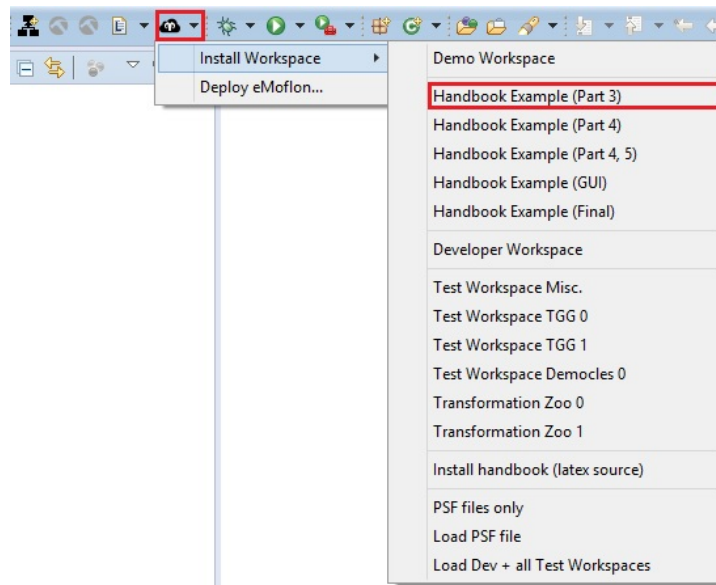 Install Workspace
Deploy eMoflon...
Demo Workspace
Handbook Example (Part 3)
Handbook Example (Part 4)
Handbook Example (Part 4, 5)
Handbook Example (GUI)
Handbook Example (Final)
Developer Workspace
Test Workspace Misc.
Test Workspace TGG 0
Test Workspace TGG 1
Test Workspace Democles 0
Transformation Zoo 0
Transformation Zoo 1
Install handbook (latex source)
PSF files only
Load PSF file
Load Dev + all Test Workspaces